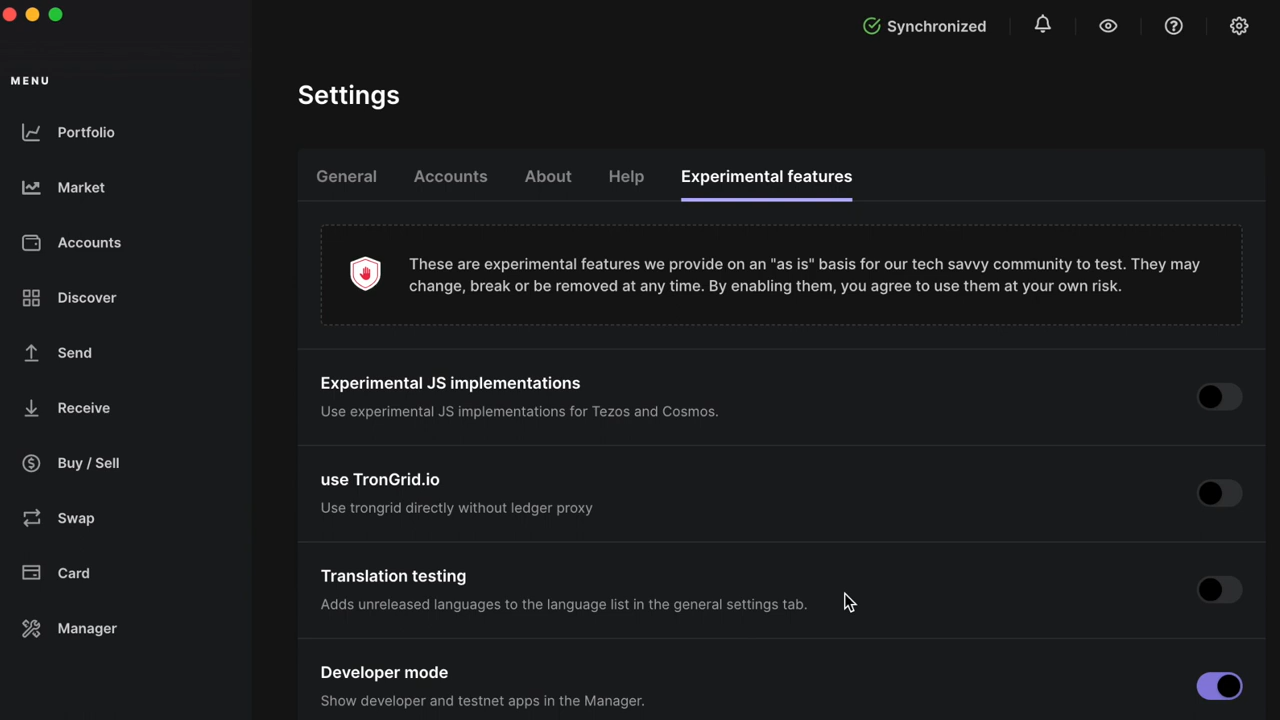 Synchronized
MENU
Settings
Portfolio
Market
Accounts
Discover
Send
Receive
Buy / Sell
Swap
Card
Manager
General
Accounts
About
Help
Experimental features
These are experimental features we provide on an "as is" basis for our tech savvy community to test. They may
change, break or be removed at any time. By enabling them, you agree to use them at your own risk.
Experimental JS implementations
Use experimental JS implementations for Tezos and Cosmos.
use TronGrid.io
Use trongrid directly without ledger proxy
Translation testing
Adds unreleased languages to the language list in the general settings tab.
Developer mode
Show developer and testnet apps in the Manager.